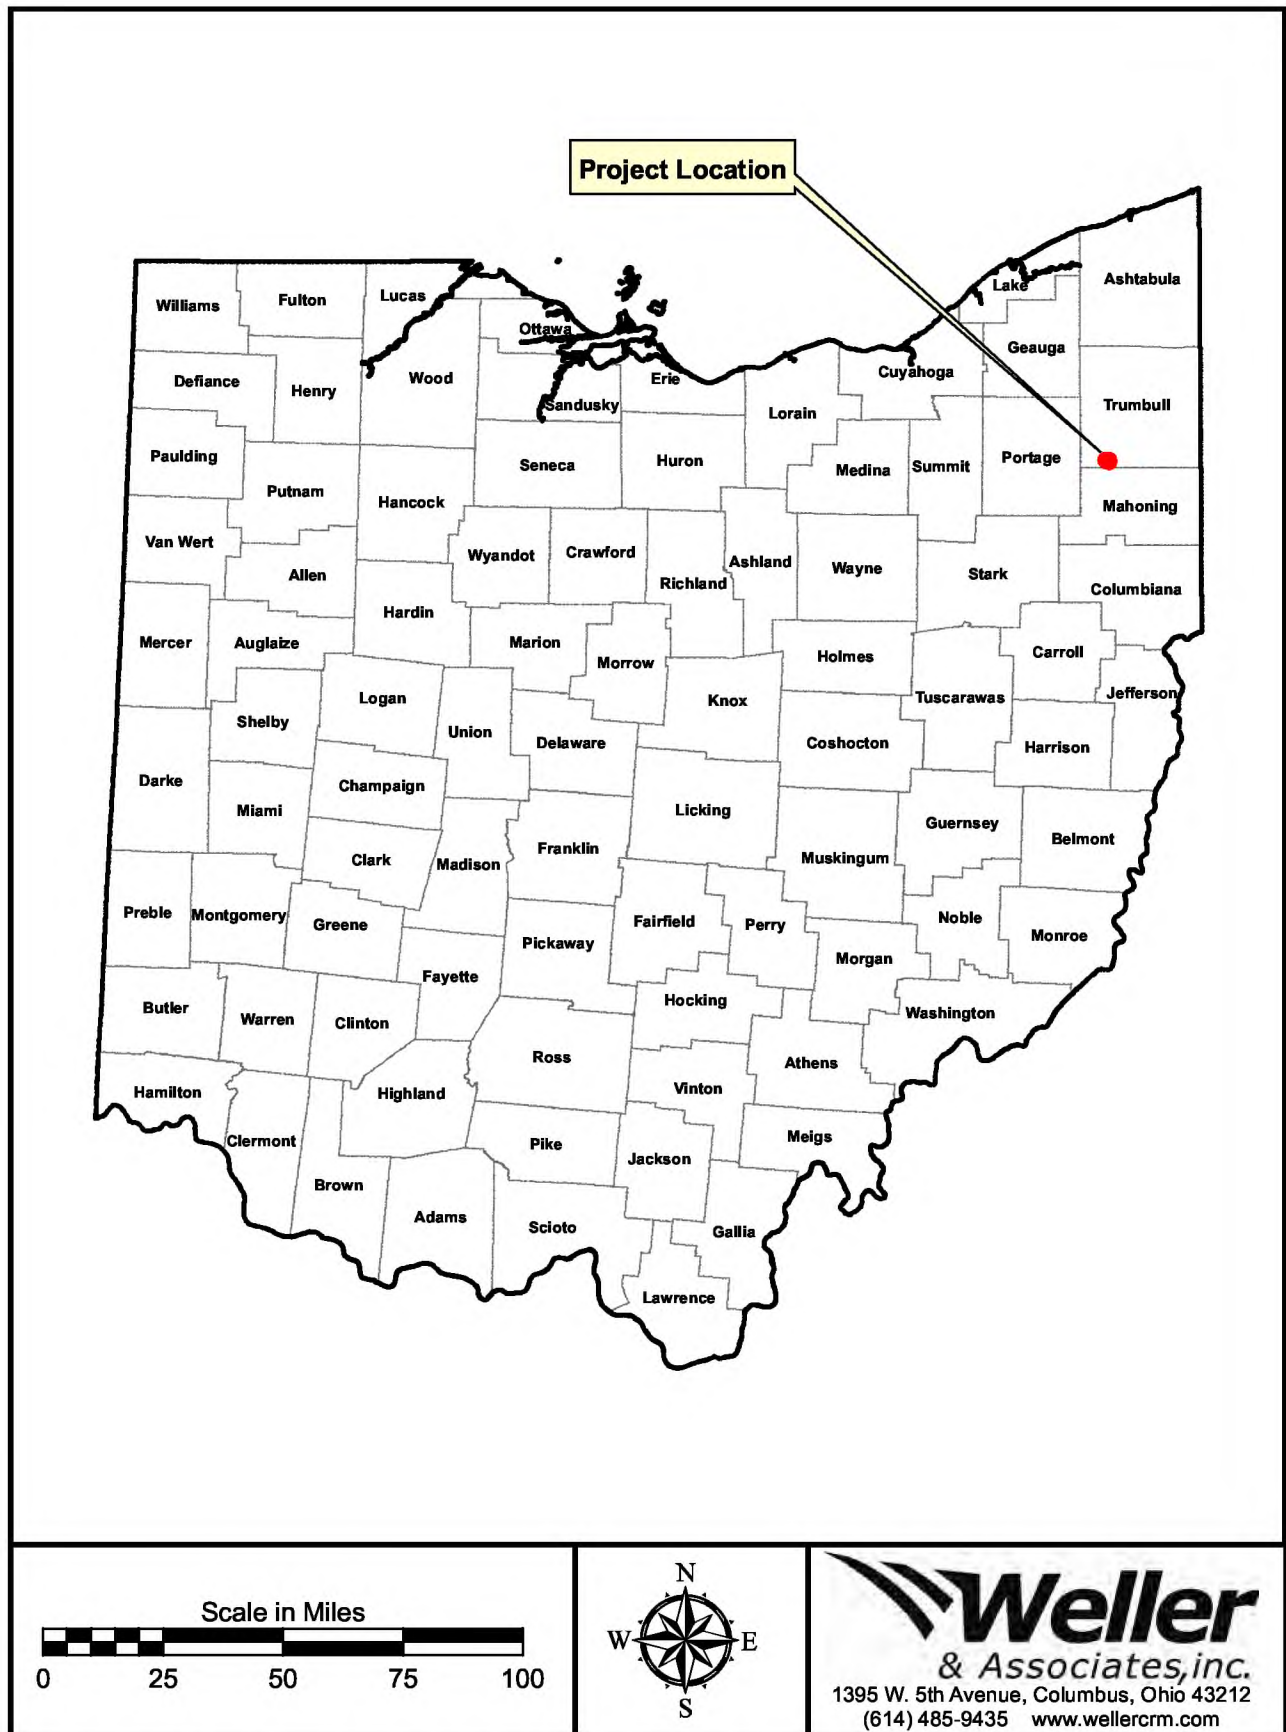 Project Location
Ashtabula
Lake
Williams
Fulton
Lucas
Ottawa
Geauga
Cuyahoga
Defiance
Henry
Wood
Erie
Sandusky
Lorain
Trumbull
Paulding
Putnam
Hancock
Seneca
Huron
Medina
Summit
Portage
Mahoning
Van Wert
Allen
Wyandot
Crawford
Richland
Ashland
Wayne
Stark
Columbiana
Mercer
Auglaize
Hardin
Marion
Morrow
Holmes
Carroll
Tuscarawas
Jefferson
Shelby
Logan
Union
Delaware
Knox
Coshocton
Harrison
Darke
Miami
Champaign
Clark
Madison
Franklin
Licking
Muskingum
Guernsey
Belmont
Preble
Montgomery
Greene
Fayette
Pickaway
Fairfield
Perry
Morgan
Noble
Monroe
Butler
Warren
Clinton
Ross
Hocking
Athens
Washington
Hamilton
Highland
Vinton
Clermont
Brown
Adams
Pike
Scioto
Jackson
Meigs
Gallia
Lawrence
Scale in Miles
0 25 50 75 100
N
W E
S
Weller
& Associates, inc.
1395 W. 5th Avenue, Columbus, Ohio 43212
(614) 485-9435 www.wellercrm.com